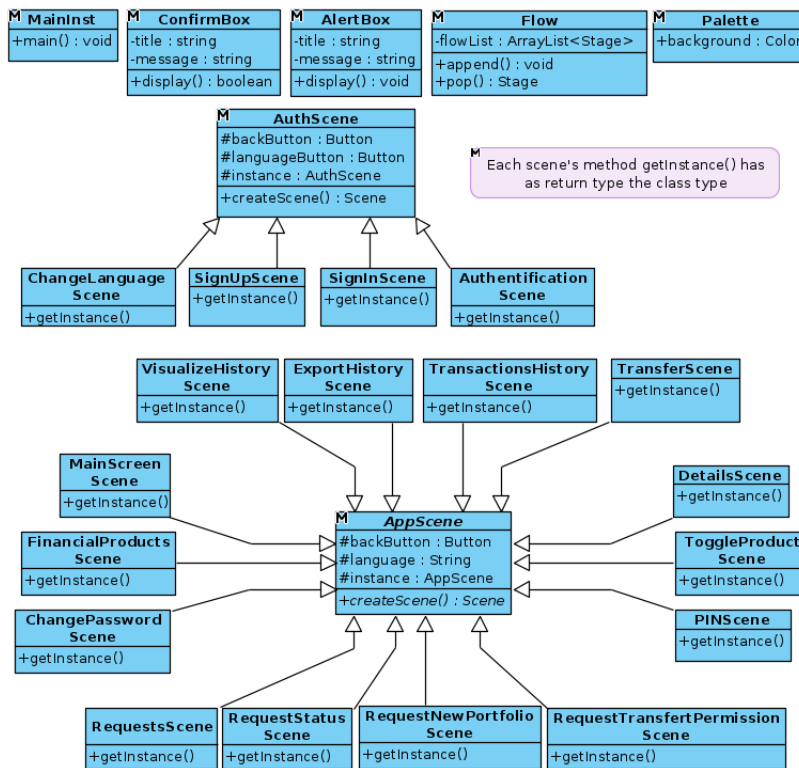 MainInst
+main() : void
ConfirmBox
-title : string
-message : string
+display() : boolean
AlertBox
-title : string
-message : string
+display() : void
Flow
-flowList : ArrayList<Stage>
+append() : void
+pop() : Stage
Palette
+background : Color
AuthScene
#backButton : Button
#languageButton : Button
#instance : AuthScene
+createScene() : Scene
Each scene's method getInstance() has
as return type the class type
ChangeLanguage
Scene
+getInstance()
SignUpScene
+getInstance()
SignInScene
+getInstance()
Authentification
Scene
+getInstance()
VisualizeHistory
Scene
+getInstance()
ExportHistory
Scene
+getInstance()
TransactionsHistory
Scene
+getInstance()
TransferScene
+getInstance()
MainScreen
Scene
+getInstance()
FinancialProducts
Scene
+getInstance()
ChangePassword
Scene
+getInstance()
AppScene
#backButton : Button
#language : String
#instance : AppScene
+createScene() : Scene
DetailsScene
+getInstance()
ToggleProduct
Scene
+getInstance()
PINScene
+getInstance()
RequestsScene
+getInstance()
RequestStatus
Scene
+getInstance()
RequestNewPortfolio
Scene
+getInstance()
RequestTransfertPermission
Scene
+getInstance()